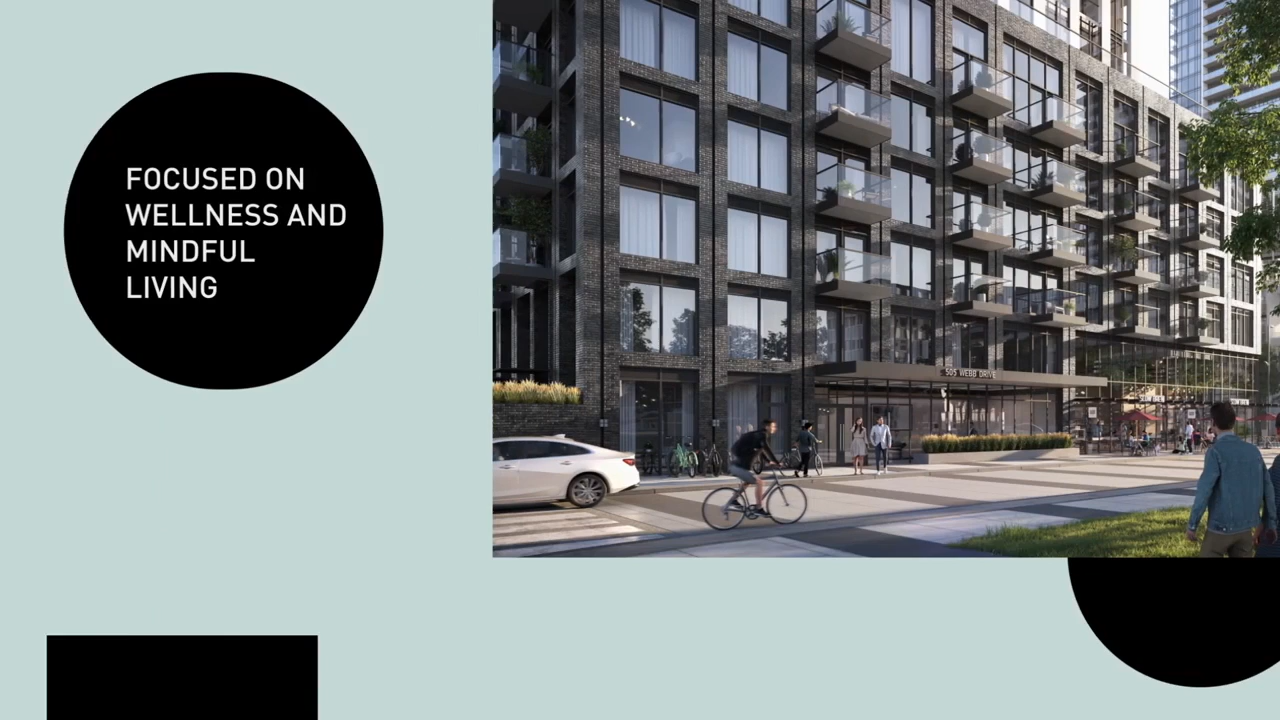 FOCUSED ON
WELLNESS AND
MINDFUL
LIVING
505 WEBB DRIVE